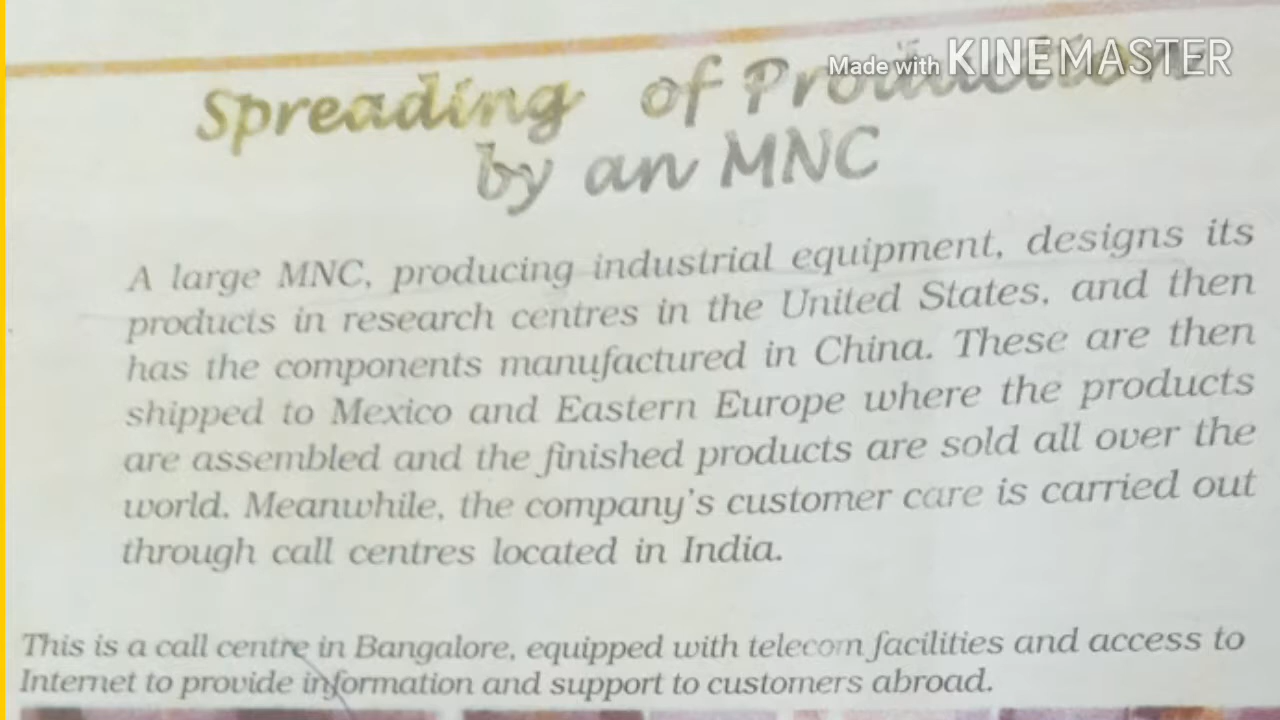 Made with KINEMASTER
Spreading of Production
by an MNC
A large MNC, producing industrial equipment, designs its
products in research centres in the United States, and then
has the components manufactured in China. These are then
shipped to Mexico and Eastern Europe where the products
are assembled and the finished products are sold all over the
world. Meanwhile, the company's customer care is carried out
through call centres located in India.
This is a call centre in Bangalore, equipped with telecom facilities and access to
Internet to provide information and support to customers abroad.